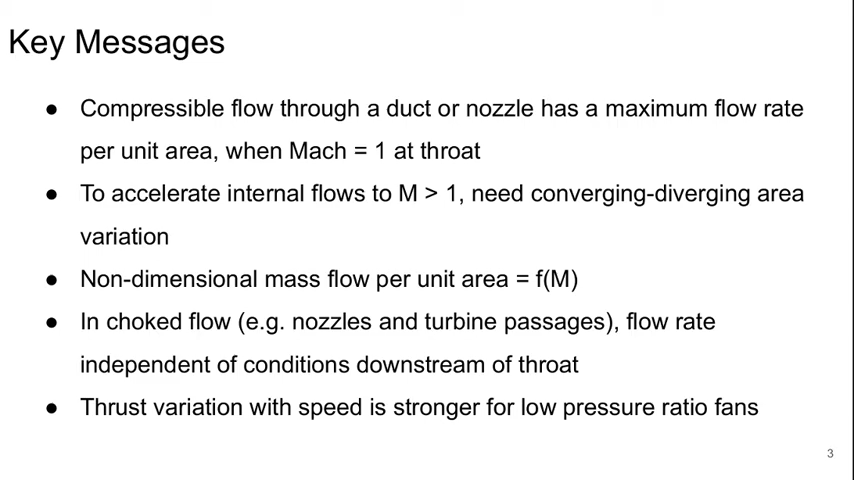 Key Messages
● Compressible flow through a duct or nozzle has a maximum flow rate
per unit area, when Mach = 1 at throat
● To accelerate internal flows to M > 1, need converging-diverging area
variation
● Non-dimensional mass flow per unit area = f(M)
● In choked flow (e.g. nozzles and turbine passages), flow rate
independent of conditions downstream of throat
● Thrust variation with speed is stronger for low pressure ratio fans
3